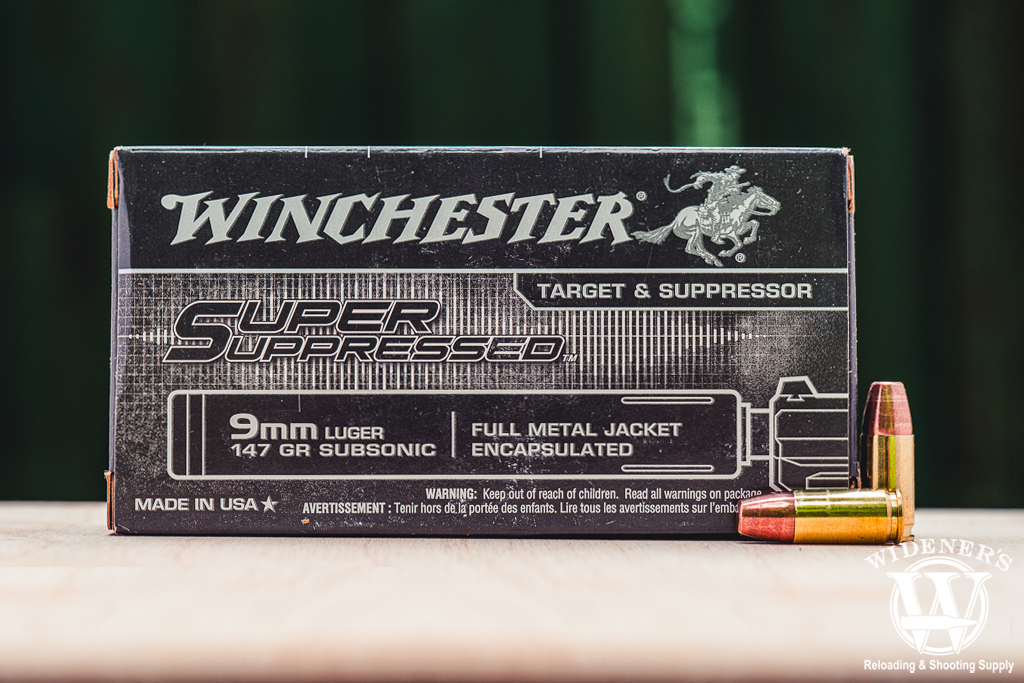 WINCHESTER®
®
TARGET & SUPPRESSOR
SUPER
SUPPRESSED™
9mm LUGER
147 GR SUBSONIC
FULL METAL JACKET
ENCAPSULATED
MADE IN USA
WARNING: Keep out of reach of children. Read all warnings on package
AVERTISSEMENT : Tenir hors de la portée des enfants. Lire tous les avertissements sur
WIDENER'S
W
Reloading & Shooting Supply